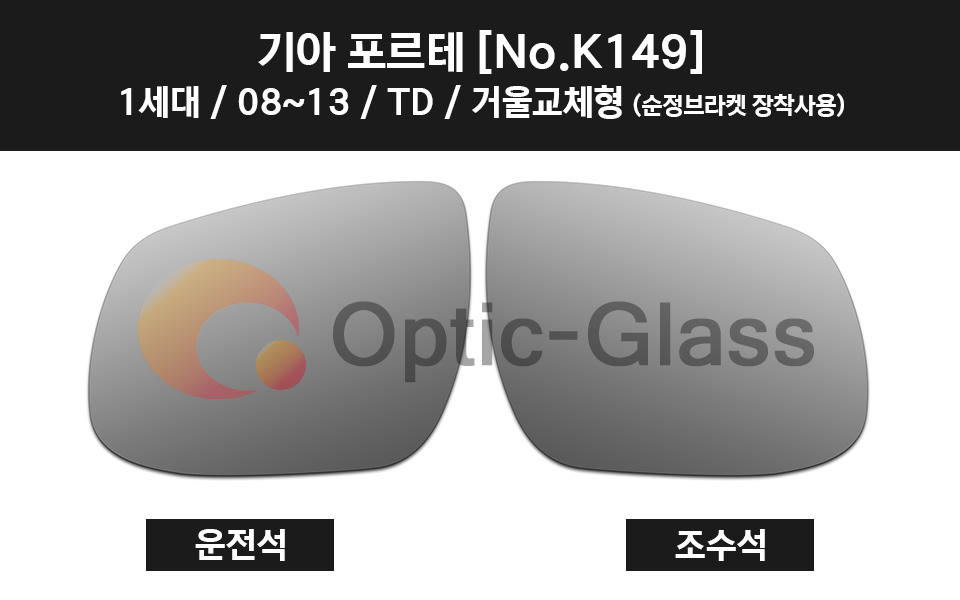 기아 포르테 [No.K149]
1세대 / 08~13 / TD / 거울교체형 (순정브라켓 장착사용)
Optic-Glass
운전석
조수석